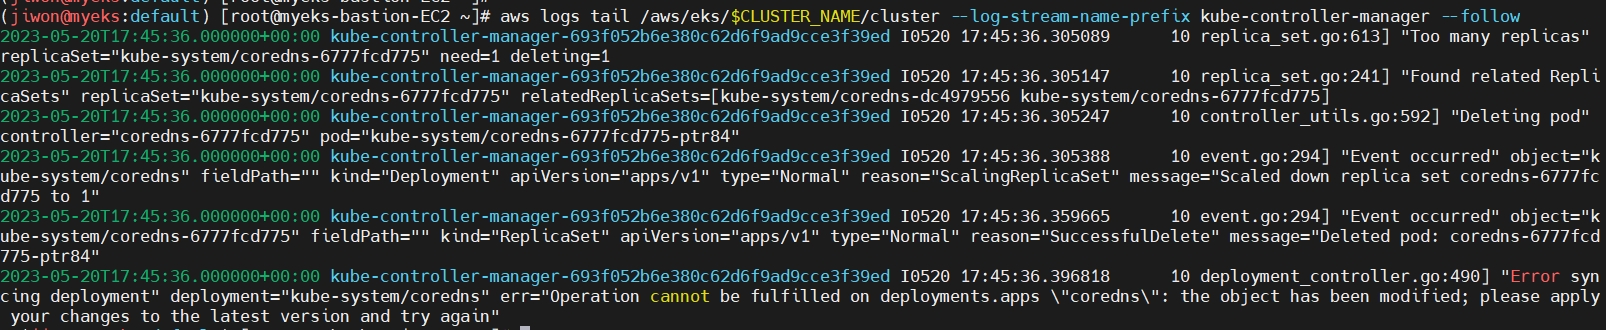 (jiwon@myeks:default) [root@myeks-bastion-EC2 ~]# aws logs tail /aws/eks/$CLUSTER_NAME/cluster --log-stream-name-prefix kube-controller-manager --follow
2023-05-20T17:45:36.000000+00:00 kube-controller-manager-693f052b6e380c62d6f9ad9cce3f39ed I0520 17:45:36.305089      10 replica_set.go:613] "Too many replicas"
replicaSet="kube-system/coredns-6777fcd775" need=1 deleting=1
2023-05-20T17:45:36.000000+00:00 kube-controller-manager-693f052b6e380c62d6f9ad9cce3f39ed I0520 17:45:36.305147      10 replica_set.go:241] "Found related Repli
caSets" replicaSet="kube-system/coredns-6777fcd775" relatedReplicaSets=[kube-system/coredns-dc4979556 kube-system/coredns-6777fcd775]
2023-05-20T17:45:36.000000+00:00 kube-controller-manager-693f052b6e380c62d6f9ad9cce3f39ed I0520 17:45:36.305247      10 controller_utils.go:592] "Deleting pod"
controller="coredns-6777fcd775" pod="kube-system/coredns-6777fcd775-ptr84"
2023-05-20T17:45:36.000000+00:00 kube-controller-manager-693f052b6e380c62d6f9ad9cce3f39ed I0520 17:45:36.305388      10 event.go:294] "Event occurred" object="k
ube-system/coredns" fieldPath="" kind="Deployment" apiVersion="apps/v1" type="Normal" reason="ScalingReplicaSet" message="Scaled down replica set coredns-6777fc
d775 to 1"
2023-05-20T17:45:36.000000+00:00 kube-controller-manager-693f052b6e380c62d6f9ad9cce3f39ed I0520 17:45:36.359665      10 event.go:294] "Event occurred" object="k
ube-system/coredns-6777fcd775" fieldPath="" kind="ReplicaSet" apiVersion="apps/v1" type="Normal" reason="SuccessfulDelete" message="Deleted pod: coredns-6777fcd
775-ptr84"
2023-05-20T17:45:36.000000+00:00 kube-controller-manager-693f052b6e380c62d6f9ad9cce3f39ed I0520 17:45:36.396818      10 deployment_controller.go:490] "Error syn
cing deployment" deployment="kube-system/coredns" err="Operation cannot be fulfilled on deployments.apps \"coredns\": the object has been modified; please apply
your changes to the latest version and try again"